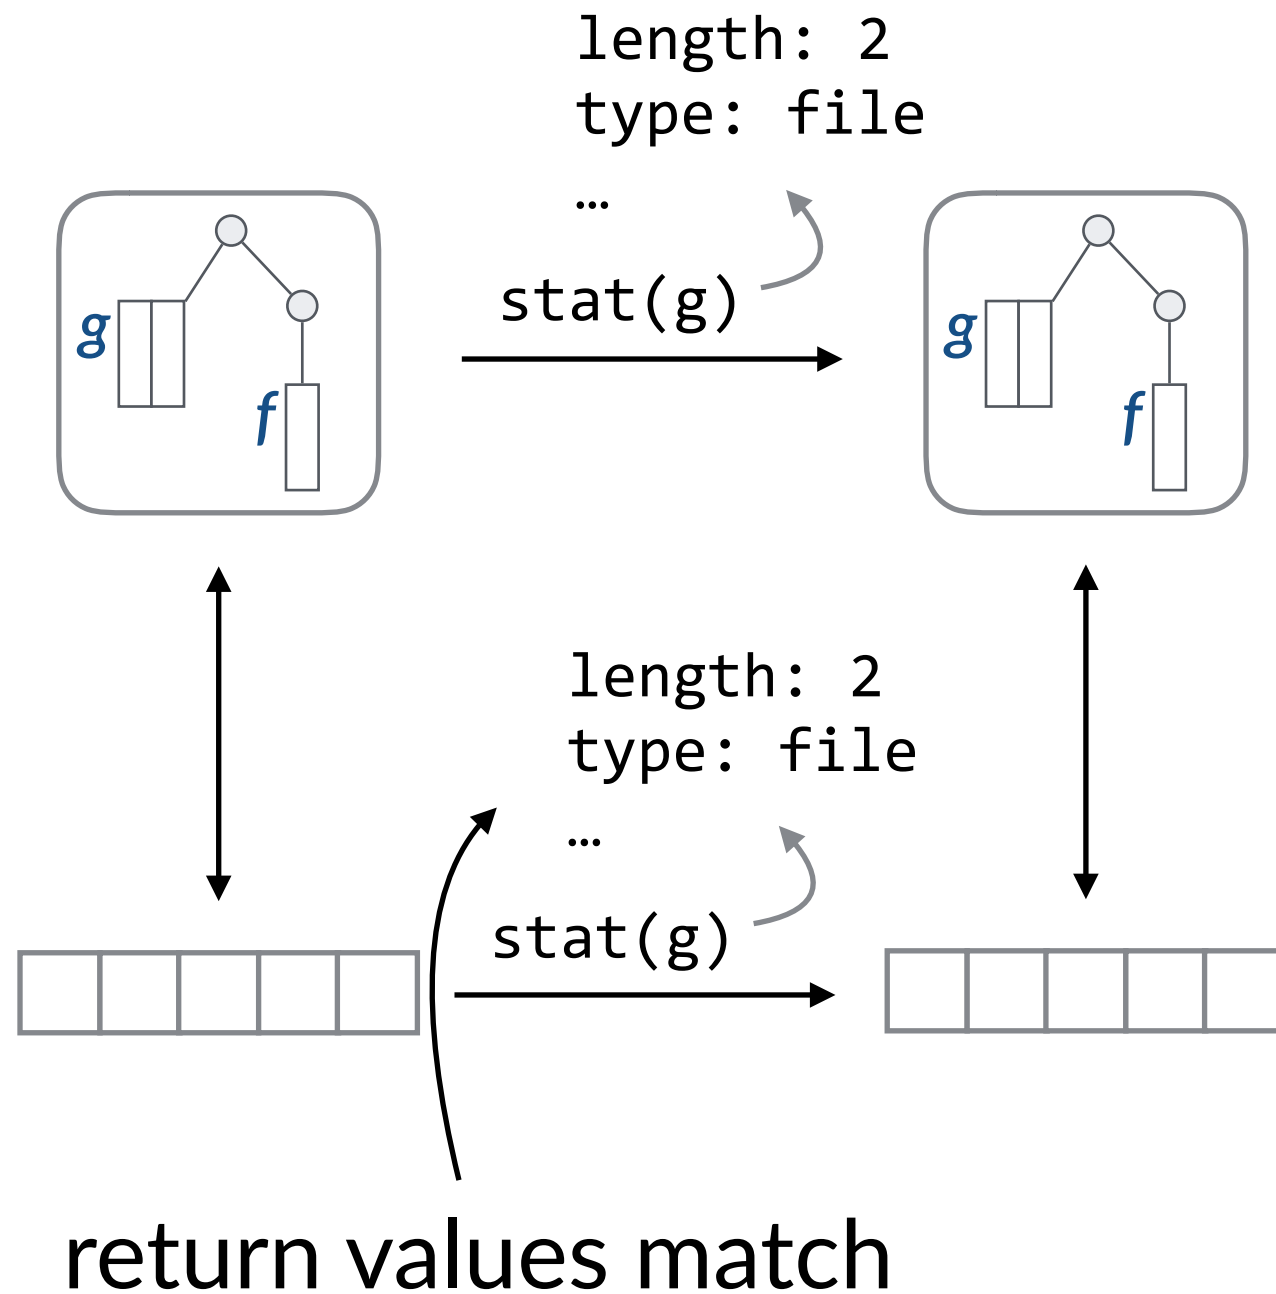 length: 2
type: file
…
stat(g)
g
f
g
f
length: 2
type: file
…
stat(g)
return values match